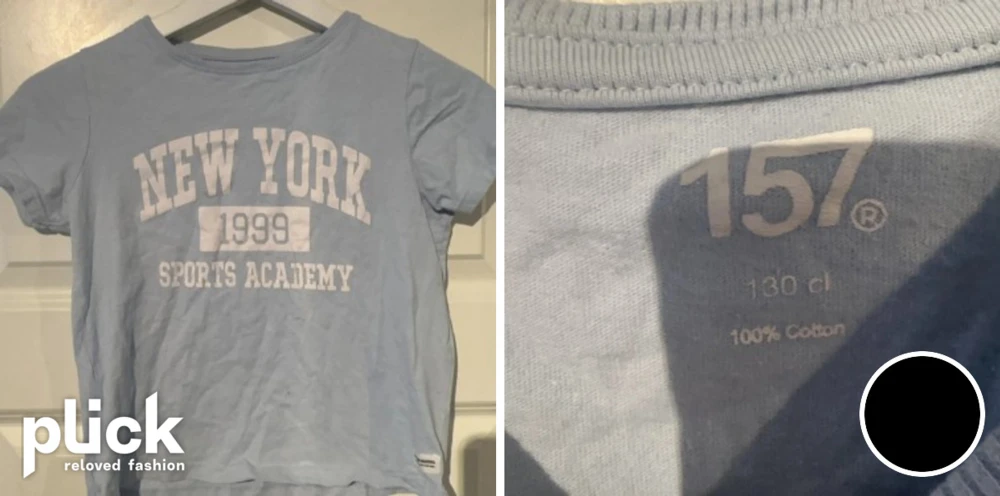 NEW YORK
1999
SPORTS ACADEMY
plick
reloved fashion
157®
130 cl
100% Cotton